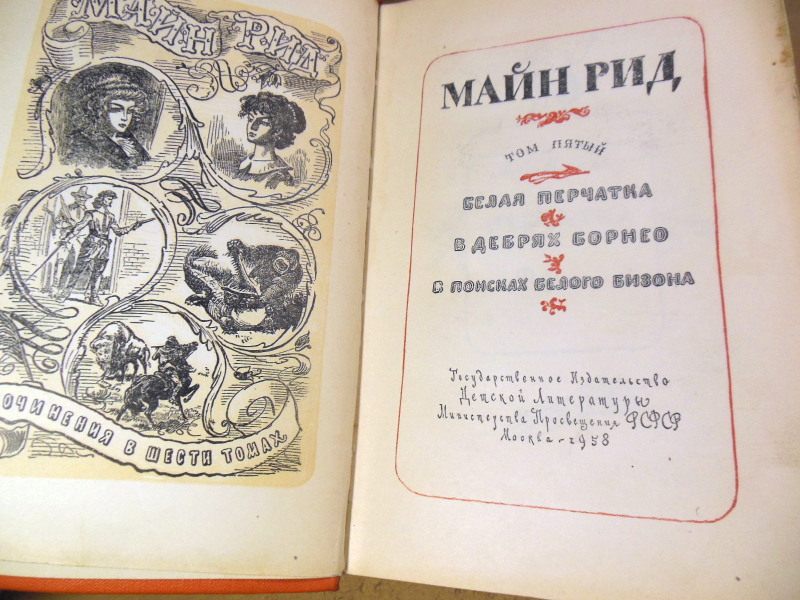 МАЙН РИД
ОЧИНЕНИЯ В ШЕСТИ ТОМАХ
МАЙН РИД
ТОМ ПЯТЫЙ
БЕЛАЯ ПЕРЧАТКА
В ДЕБРЯХ БОРНЕО
В ПОИСКАХ БЕЛОГО БИЗОНА
Государственное Издательство
Детской Литературы
Министерства Просвещения РСФСР
Москва - 1958